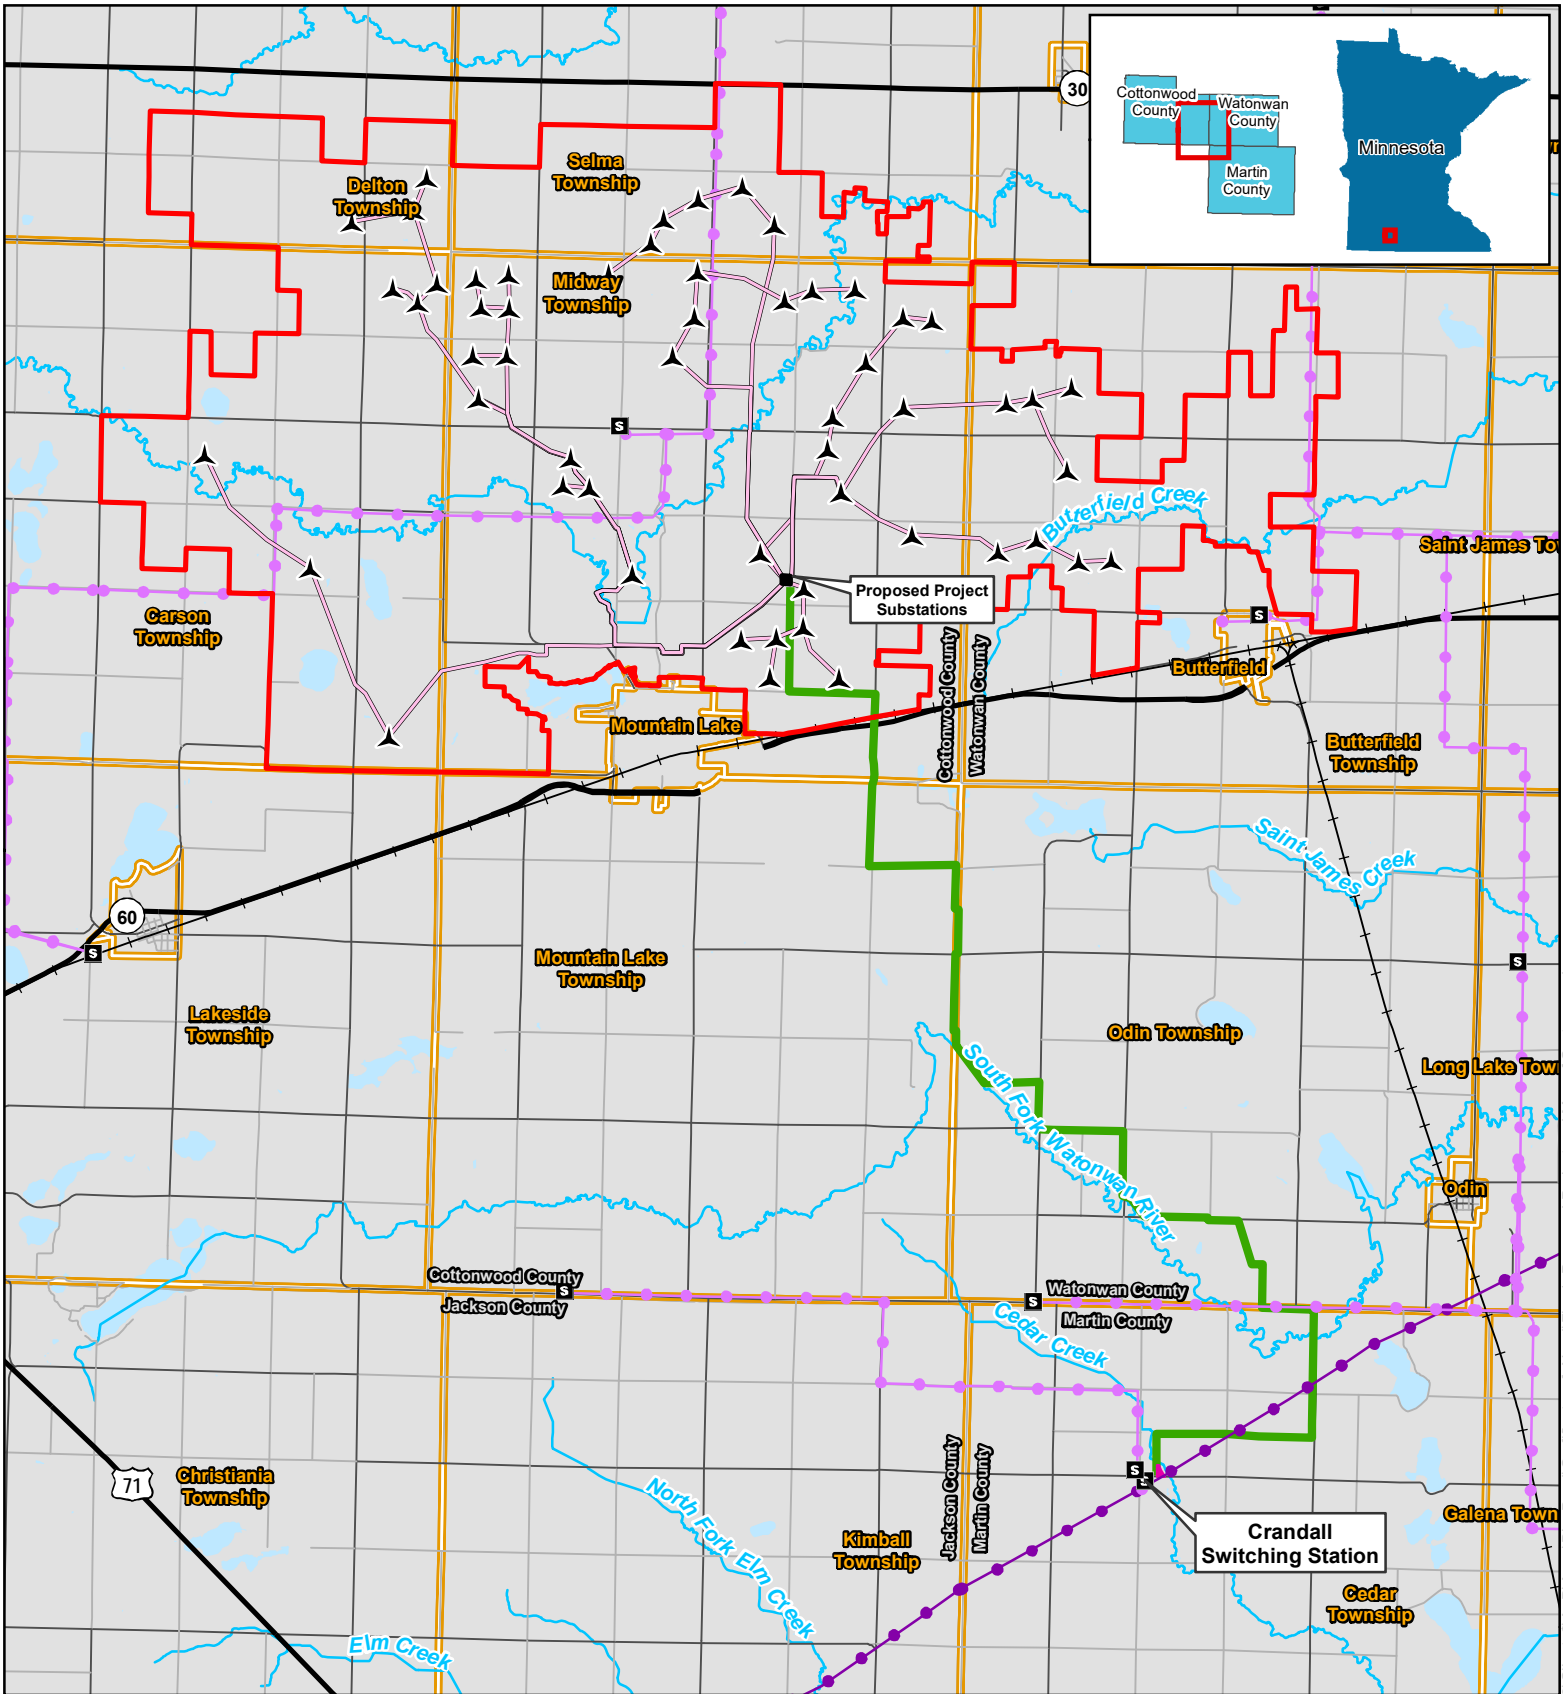 30
Cottonwood
County
Watonwan
County
Martin
County
Minnesota
Selma
Township
Delton
Township
Midway
Township
Butterfield Creek
Saint James To
Proposed Project
Substations
Carson
Township
Cottonwood County
Watonwan County
Butterfield
Mountain Lake
Butterfield
Township
Saint James Creek
60
Mountain Lake
Township
Lakeside
Township
Odin Township
South Fork Watonwan River
Long Lake Tow
Odin
Cottonwood County
Jackson County
Watonwan County
Martin County
Cedar Creek
71
Christiania
Township
North Fork Elm Creek
Jackson County
Martin County
Kimball
Township
Crandall
Switching Station
Galena Town
Cedar
Township
Elm Creek
S
S
S
S
S
S
S